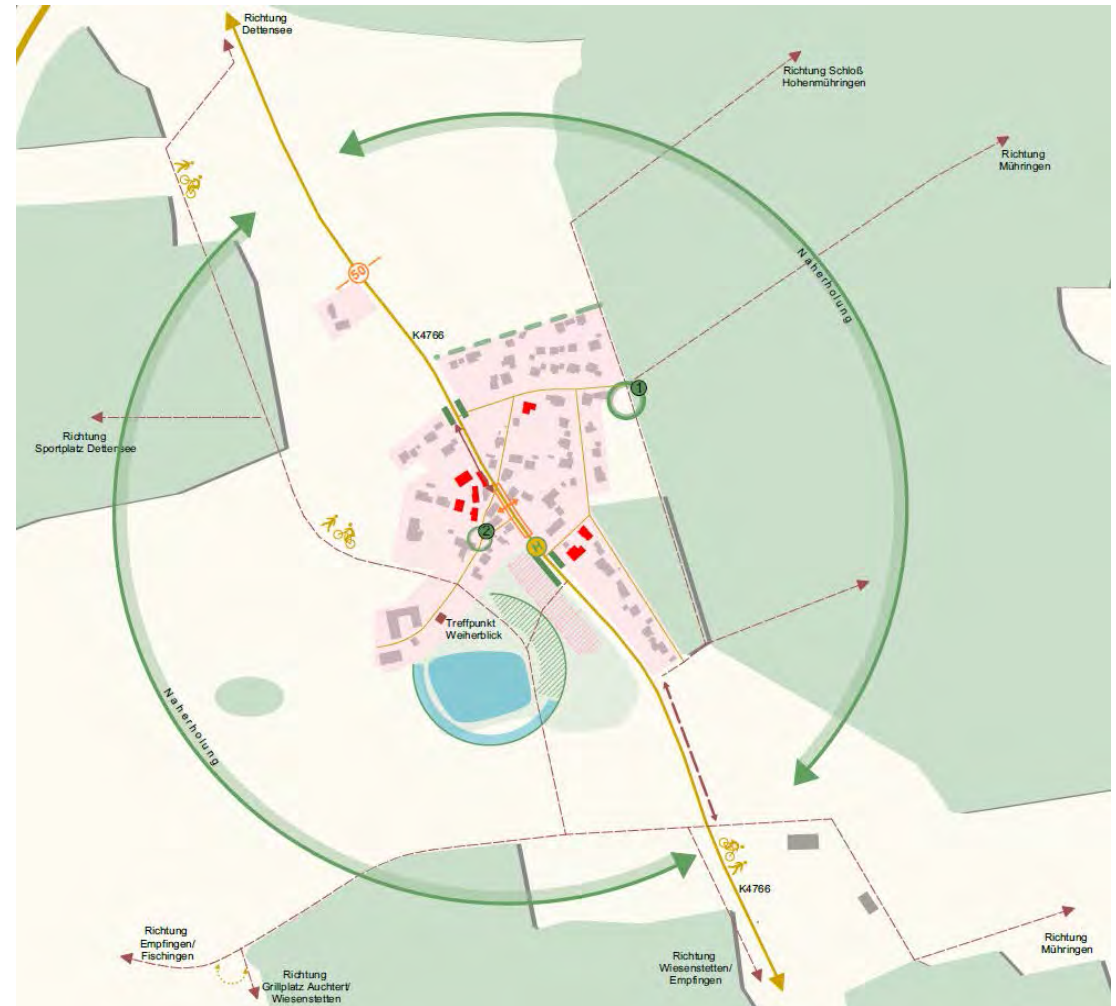 Richtung
Dettensee
Richtung Schloß
Hohenmühringen
Richtung
Mühringen
Naherholung
50
K4766
1
Richtung
Sportplatz Dettensee
2
H
Treffpunkt
Weiherblick
Naherholung
K4766
Richtung
Empfingen/
Fischingen
Richtung
Grillplatz Auchtert/
Wiesenstetten
Richtung
Wiesenstetten/
Empfingen
Richtung
Mühringen